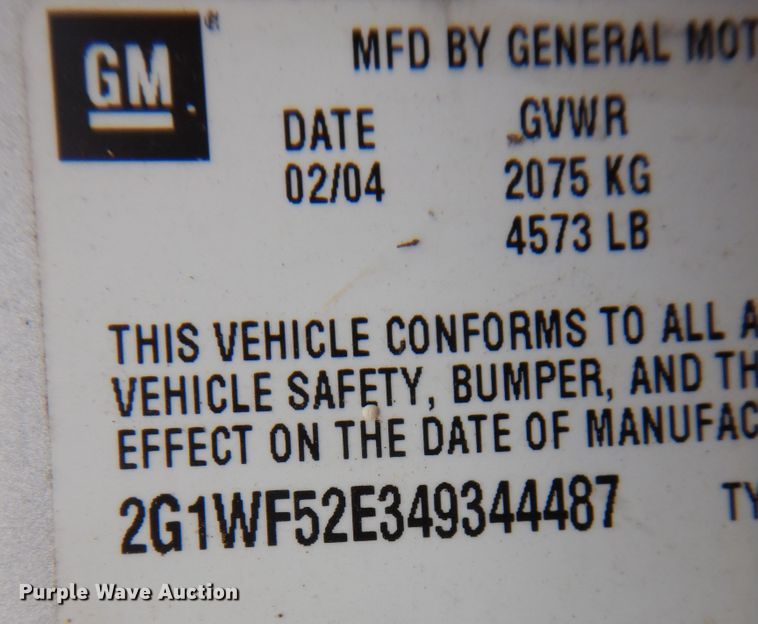 GM
MFD BY GENERAL MOT
DATE GVWR
02/04 2075 KG
4573 LB
THIS VEHICLE CONFORMS TO ALL A
VEHICLE SAFETY, BUMPER, AND TH
EFFECT ON THE DATE OF MANUFAC
2G1WF52E349344487 TY
Purple Wave Auction